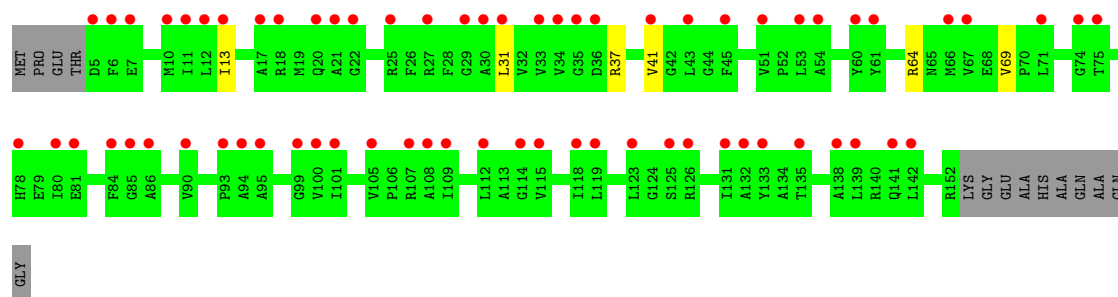 MET PRO GLU THR D5 F6 E7 M10 I11 L12 I13 A17 R18 M19 Q20 A21 G22 R25 F26 R27 F28 G29 A30 L31 V32 V33 V34 G35 D36 R37 V41 G42 L43 G44 F45 V51 P52 L53 A54 Y60 Y61 R64 N65 M66 V67 E68 V69 P70 L71 G74 T75
H78 E79 I80 E81 F84 G85 A86 V90 P93 A94 A95 G99 V100 I101 V105 P106 R107 A108 I109 L112 A113 G114 V115 I118 L119 L123 G124 S125 R126 I131 A132 Y133 A134 T135 A138 L139 R140 Q141 L142 R152 LYS GLY GLU ALA HIS ALA GLN ALA GLN
GLY